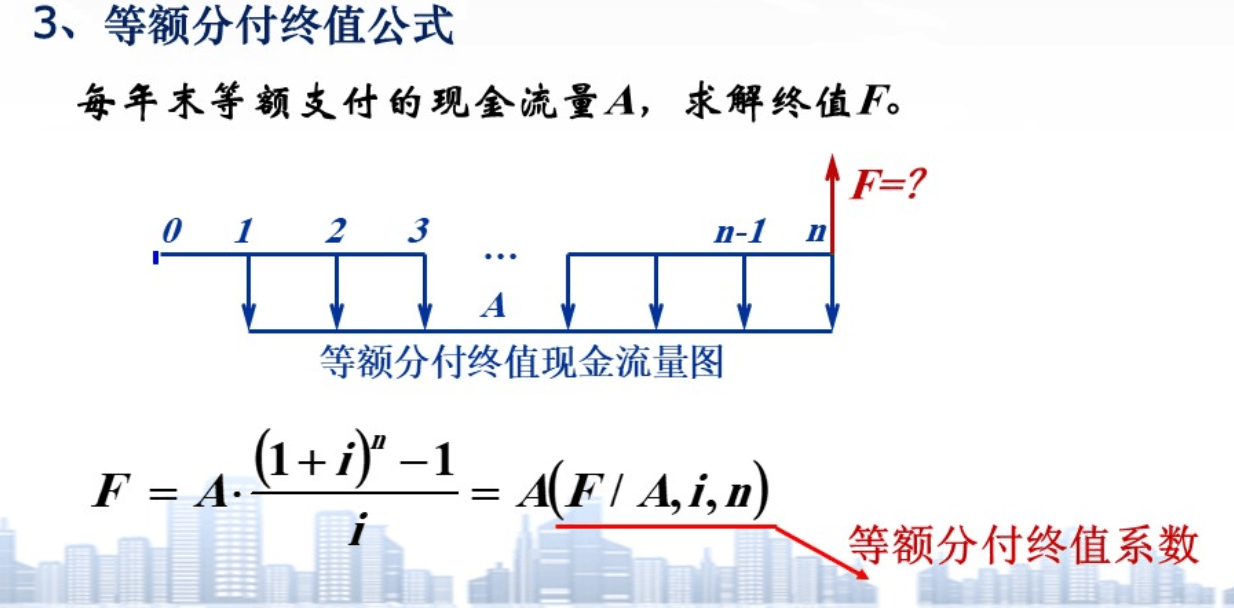 3、等额分付终值公式
每年末等额支付的现金流量A，求解终值F。
F=?
0 1 2 3 … n-1 n
A
等额分付终值现金流量图
F = A·((1+i)^n −1)/i = A(F/A,i,n)
等额分付终值系数